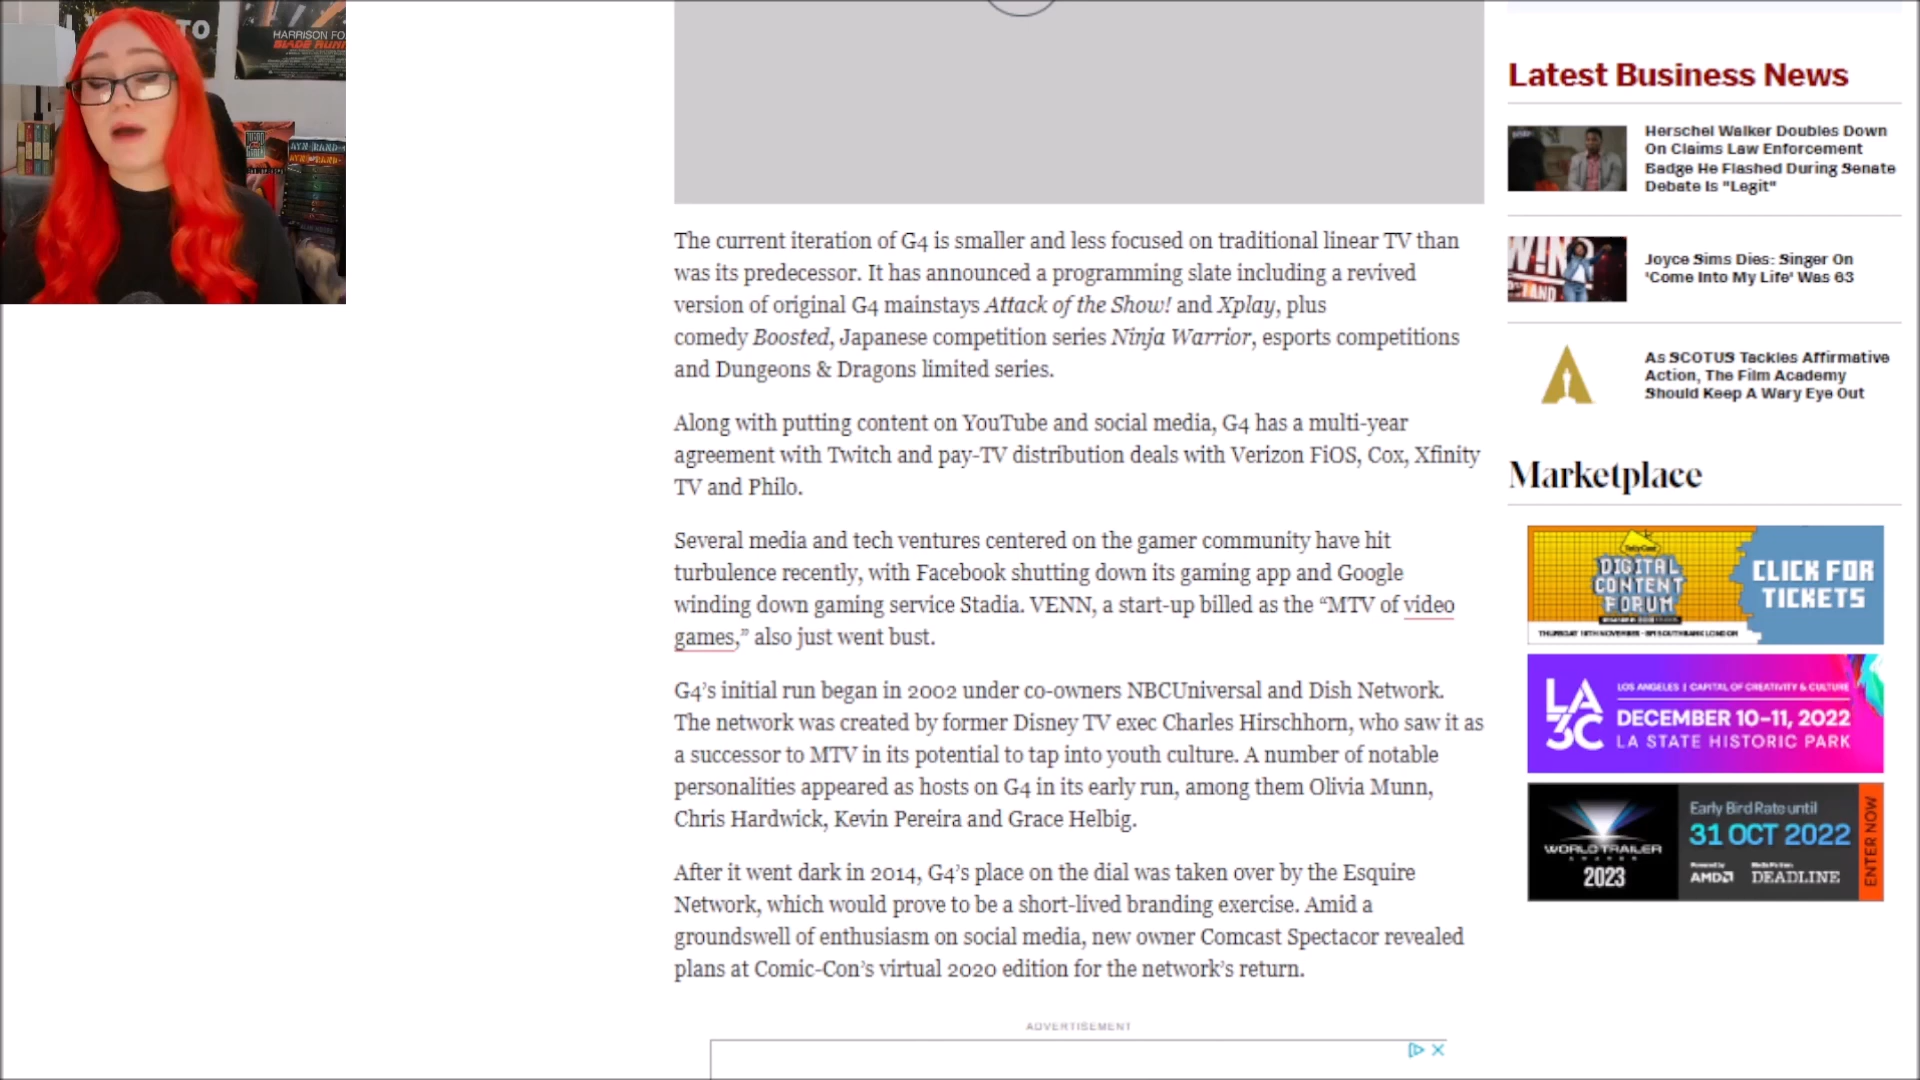 TO
HARRISON FO
BLADE RUNN
AYN RAND
The current iteration of G4 is smaller and less focused on traditional linear TV than
was its predecessor. It has announced a programming slate including a revived
version of original G4 mainstays Attack of the Show! and Xplay, plus
comedy Boosted, Japanese competition series Ninja Warrior, esports competitions
and Dungeons & Dragons limited series.
Along with putting content on YouTube and social media, G4 has a multi-year
agreement with Twitch and pay-TV distribution deals with Verizon FiOS, Cox, Xfinity
TV and Philo.
Several media and tech ventures centered on the gamer community have hit
turbulence recently, with Facebook shutting down its gaming app and Google
winding down gaming service Stadia. VENN, a start-up billed as the “MTV of video
games,” also just went bust.
G4’s initial run began in 2002 under co-owners NBCUniversal and Dish Network.
The network was created by former Disney TV exec Charles Hirschhorn, who saw it as
a successor to MTV in its potential to tap into youth culture. A number of notable
personalities appeared as hosts on G4 in its early run, among them Olivia Munn,
Chris Hardwick, Kevin Pereira and Grace Helbig.
After it went dark in 2014, G4’s place on the dial was taken over by the Esquire
Network, which would prove to be a short-lived branding exercise. Amid a
groundswell of enthusiasm on social media, new owner Comcast Spectacor revealed
plans at Comic-Con’s virtual 2020 edition for the network’s return.
ADVERTISEMENT
Latest Business News
Herschel Walker Doubles Down
On Claims Law Enforcement
Badge He Flashed During Senate
Debate Is "Legit"
Joyce Sims Dies: Singer On
'Come Into My Life' Was 63
As SCOTUS Tackles Affirmative
Action, The Film Academy
Should Keep A Wary Eye Out
Marketplace
DIGITAL
CONTENT
FORUM
CLICK FOR
TICKETS
LA
3C
LOS ANGELES | CAPITAL OF CREATIVITY & CULTURE
DECEMBER 10-11, 2022
LA STATE HISTORIC PARK
WORLD TRAILER
AWARDS
2023
Early Bird Rate until
31 OCT 2022
AMD
DEADLINE
ENTER NOW